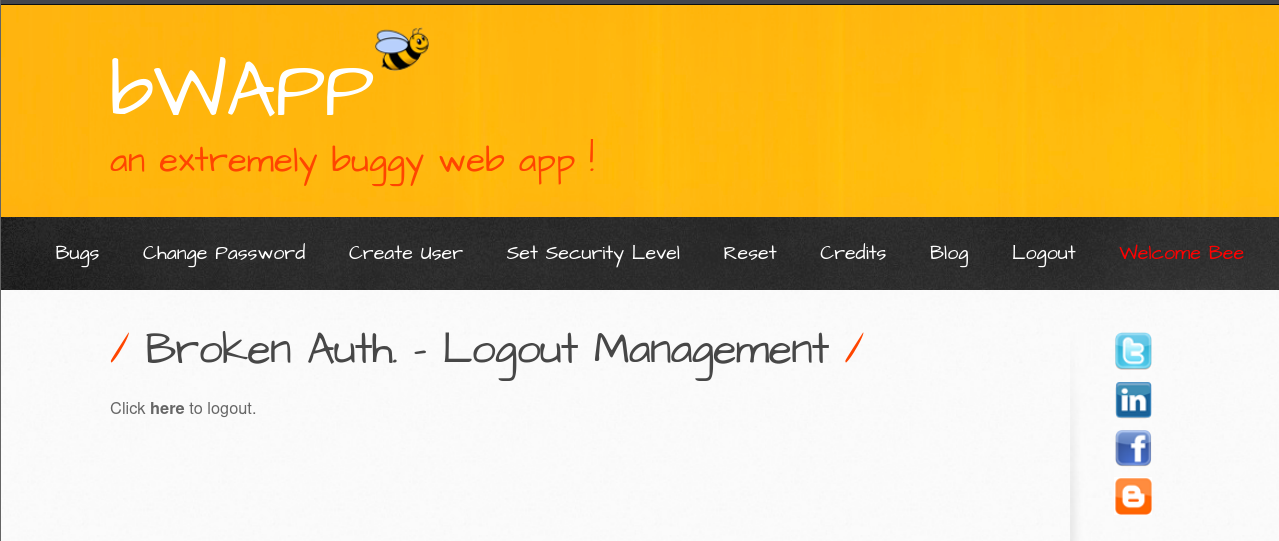 bWAPP
an extremely buggy web app !
Bugs Change Password Create User Set Security Level Reset Credits Blog Logout Welcome Bee
/ Broken Auth. - Logout Management /
Click here to logout.